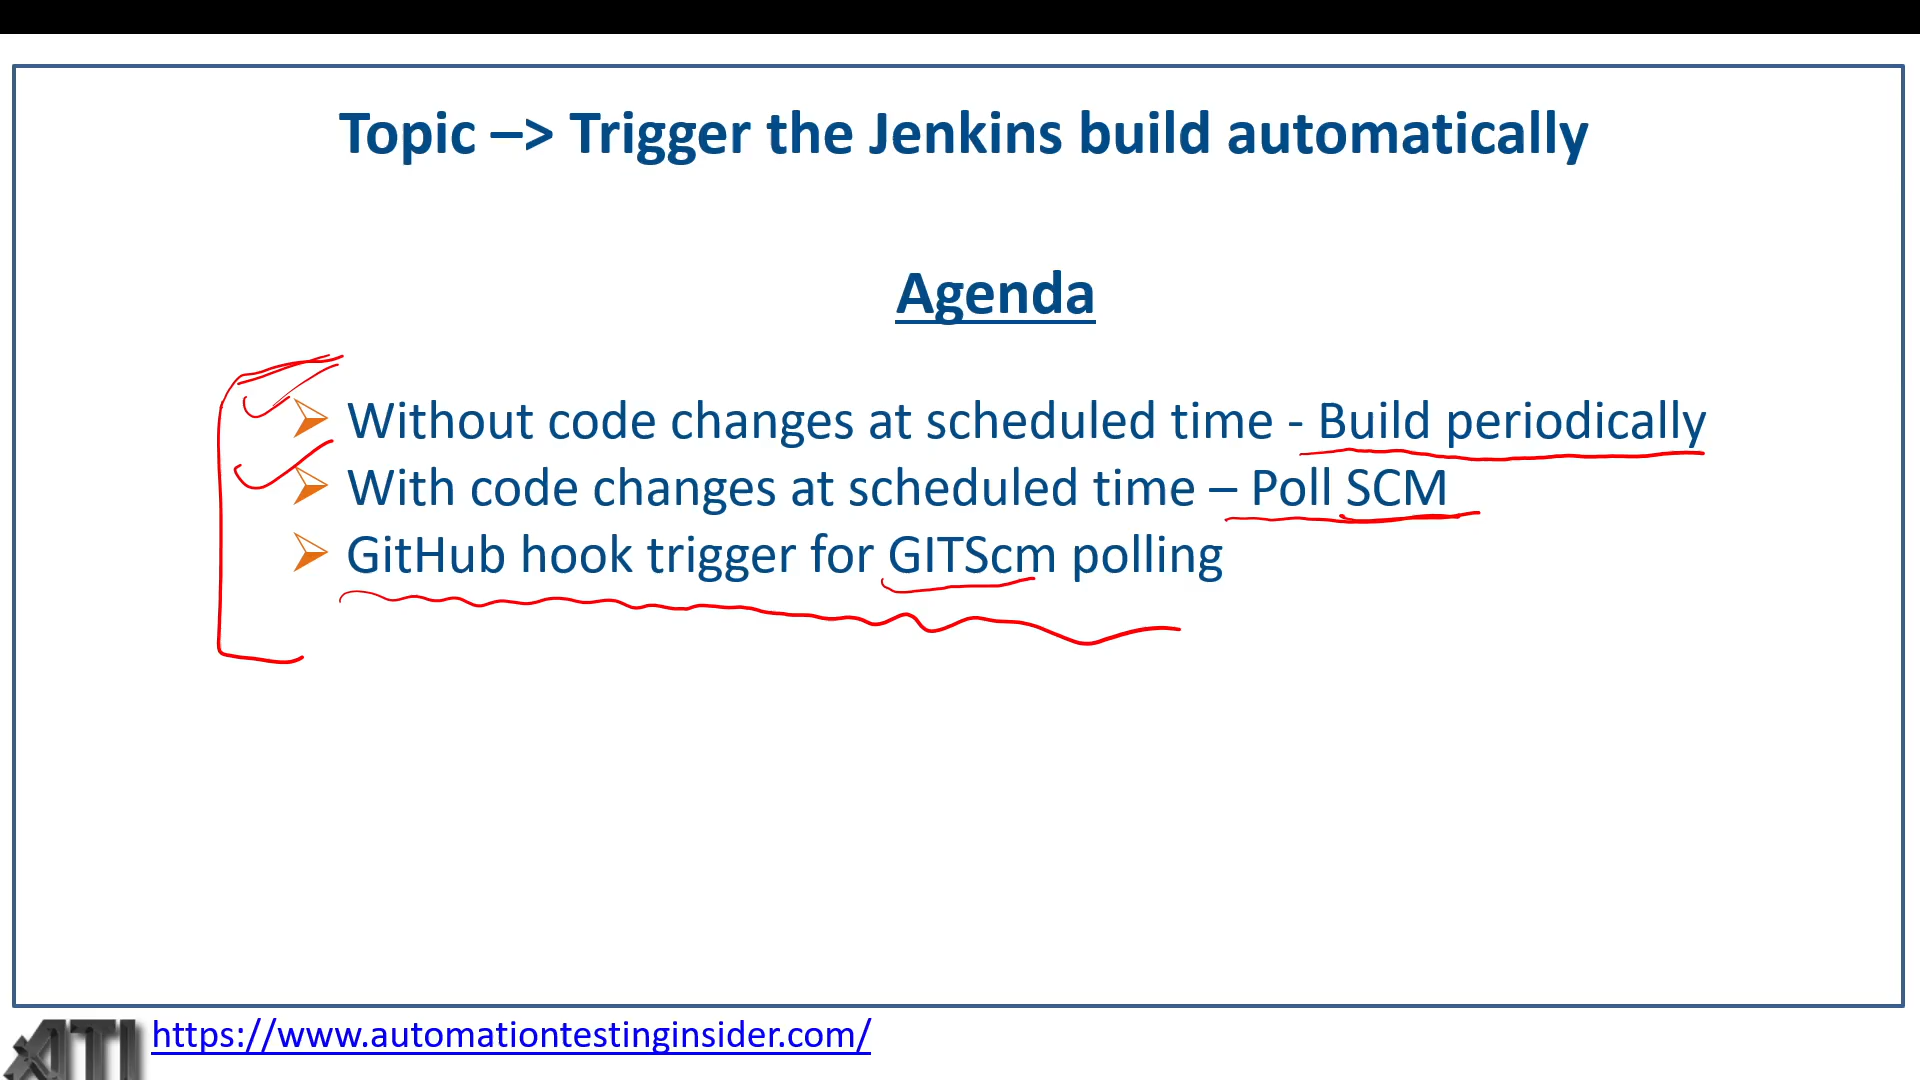 Topic –> Trigger the Jenkins build automatically
Agenda
Without code changes at scheduled time - Build periodically
With code changes at scheduled time – Poll SCM
GitHub hook trigger for GITScm polling
ATI
https://www.automationtestinginsider.com/